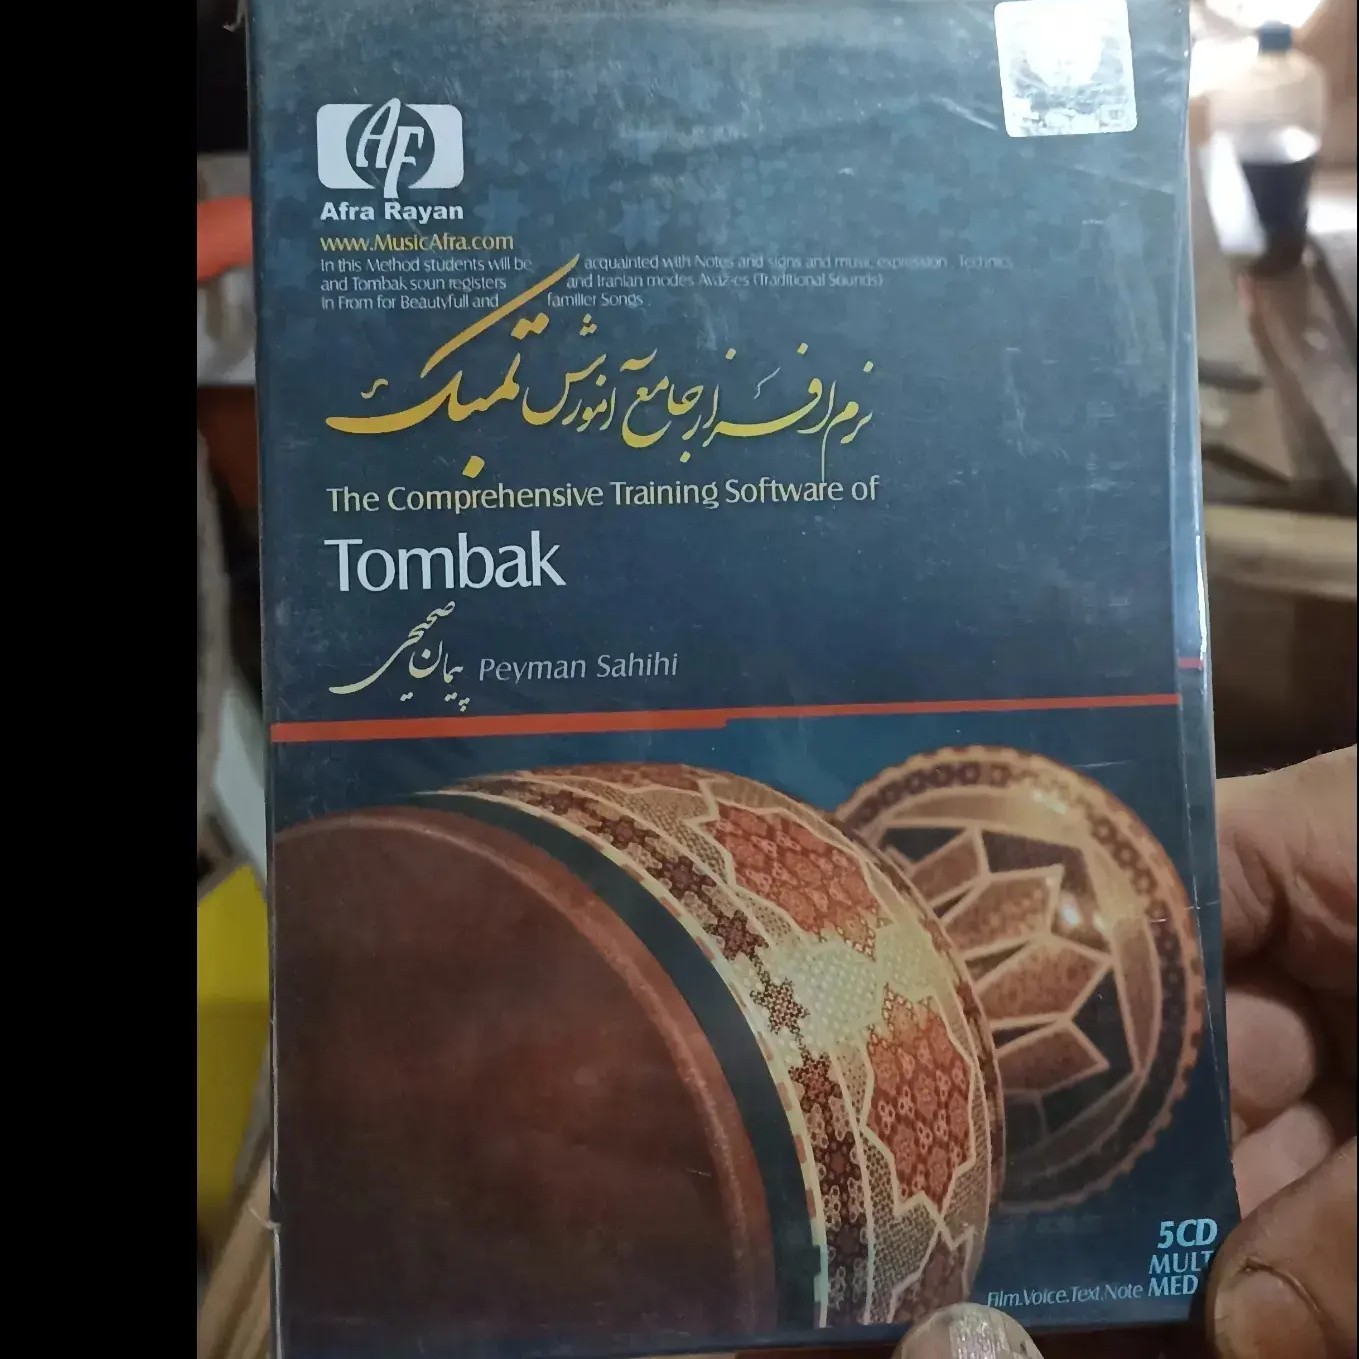 AF
Afra Rayan
www.MusicAfra.com
In this Method students will be acquainted with Notes and signs and music expression . Technics
and Tombak soun registers and Iranian modes Avaz-es (Traditional Sounds)
in From for Beautyfull and familier Songs .
نرم افزار جامع آموزش تمبک
The Comprehensive Training Software of
Tombak
پیمان صحیحی Peyman Sahihi
5CD
MULT
Film.Voice.Text.Note MED